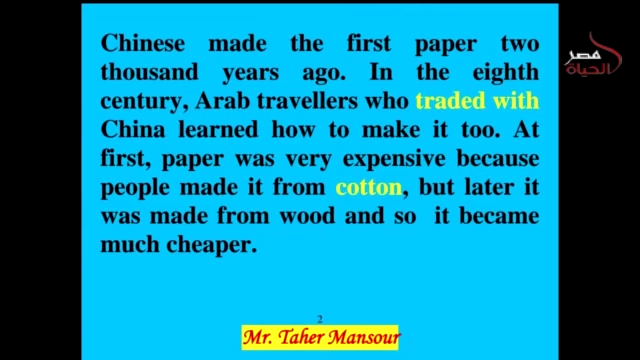 Chinese made the first paper two
thousand years ago. In the eighth
century, Arab travellers who traded with
China learned how to make it too. At
first, paper was very expensive because
people made it from cotton, but later it
was made from wood and so it became
much cheaper.
2
Mr. Taher Mansour
مصر
الحياة